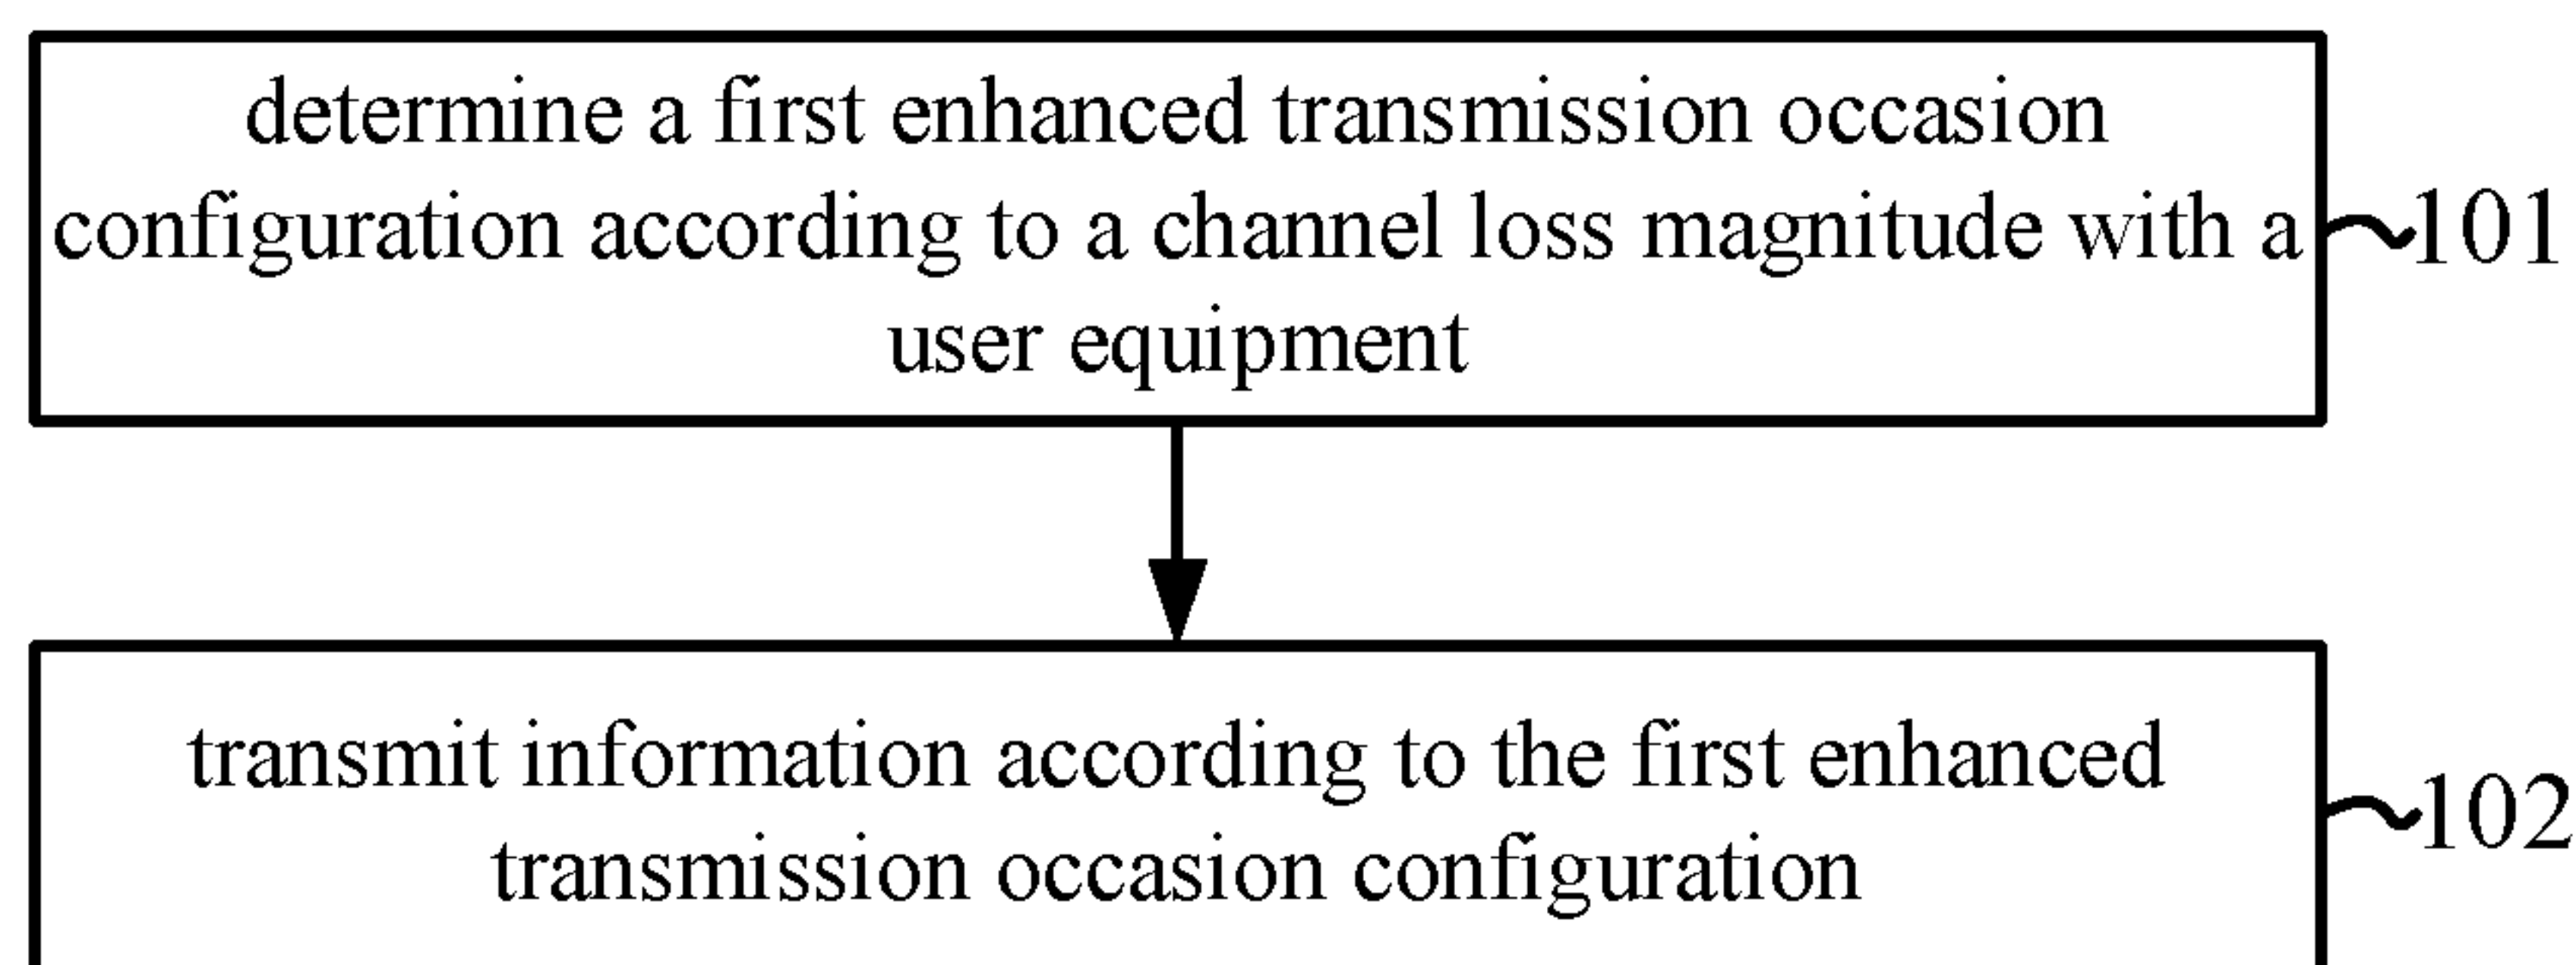 determine a first enhanced transmission occasion
configuration according to a channel loss magnitude with a
user equipment
101
transmit information according to the first enhanced
transmission occasion configuration
102